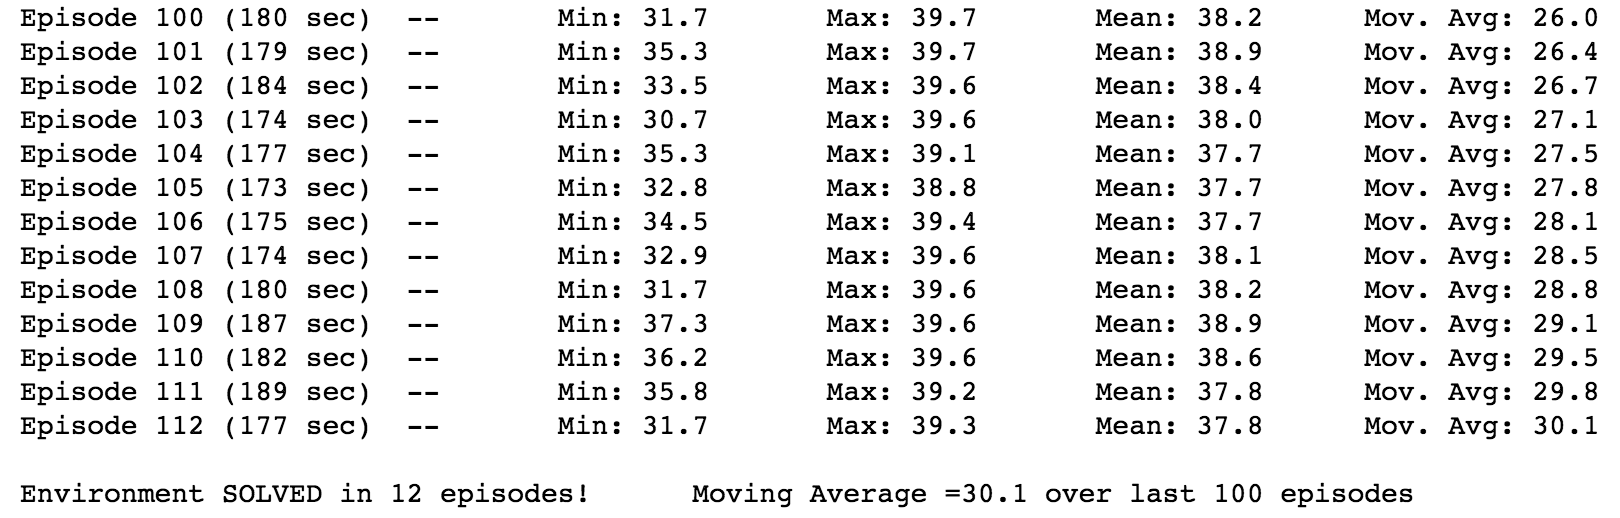 Episode 100 (180 sec)  --  Min: 31.7  Max: 39.7  Mean: 38.2  Mov. Avg: 26.0
Episode 101 (179 sec)  --  Min: 35.3  Max: 39.7  Mean: 38.9  Mov. Avg: 26.4
Episode 102 (184 sec)  --  Min: 33.5  Max: 39.6  Mean: 38.4  Mov. Avg: 26.7
Episode 103 (174 sec)  --  Min: 30.7  Max: 39.6  Mean: 38.0  Mov. Avg: 27.1
Episode 104 (177 sec)  --  Min: 35.3  Max: 39.1  Mean: 37.7  Mov. Avg: 27.5
Episode 105 (173 sec)  --  Min: 32.8  Max: 38.8  Mean: 37.7  Mov. Avg: 27.8
Episode 106 (175 sec)  --  Min: 34.5  Max: 39.4  Mean: 37.7  Mov. Avg: 28.1
Episode 107 (174 sec)  --  Min: 32.9  Max: 39.6  Mean: 38.1  Mov. Avg: 28.5
Episode 108 (180 sec)  --  Min: 31.7  Max: 39.6  Mean: 38.2  Mov. Avg: 28.8
Episode 109 (187 sec)  --  Min: 37.3  Max: 39.6  Mean: 38.9  Mov. Avg: 29.1
Episode 110 (182 sec)  --  Min: 36.2  Max: 39.6  Mean: 38.6  Mov. Avg: 29.5
Episode 111 (189 sec)  --  Min: 35.8  Max: 39.2  Mean: 37.8  Mov. Avg: 29.8
Episode 112 (177 sec)  --  Min: 31.7  Max: 39.3  Mean: 37.8  Mov. Avg: 30.1
Environment SOLVED in 12 episodes!  Moving Average =30.1 over last 100 episodes